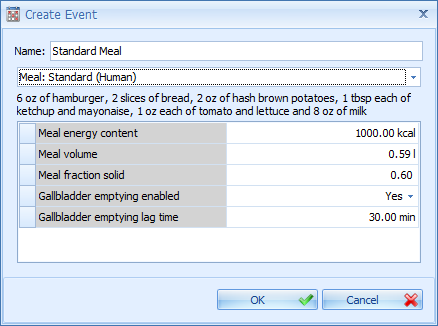 Create Event
Name: Standard Meal
Meal: Standard (Human)
6 oz of hamburger, 2 slices of bread, 2 oz of hash brown potatoes, 1 tbsp each of
ketchup and mayonaise, 1 oz each of tomato and lettuce and 8 oz of milk
Meal energy content 1000.00 kcal
Meal volume 0.59 l
Meal fraction solid 0.60
Gallbladder emptying enabled Yes
Gallbladder emptying lag time 30.00 min
OK Cancel